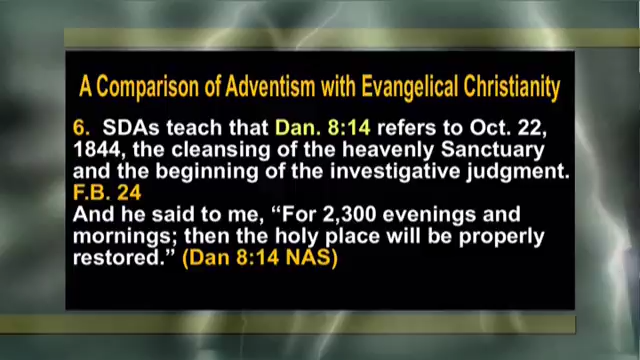 A Comparison of Adventism with Evangelical Christianity
6. SDAs teach that Dan. 8:14 refers to Oct. 22,
1844, the cleansing of the heavenly Sanctuary
and the beginning of the investigative judgment.
F.B. 24
And he said to me, “For 2,300 evenings and
mornings; then the holy place will be properly
restored.” (Dan 8:14 NAS)